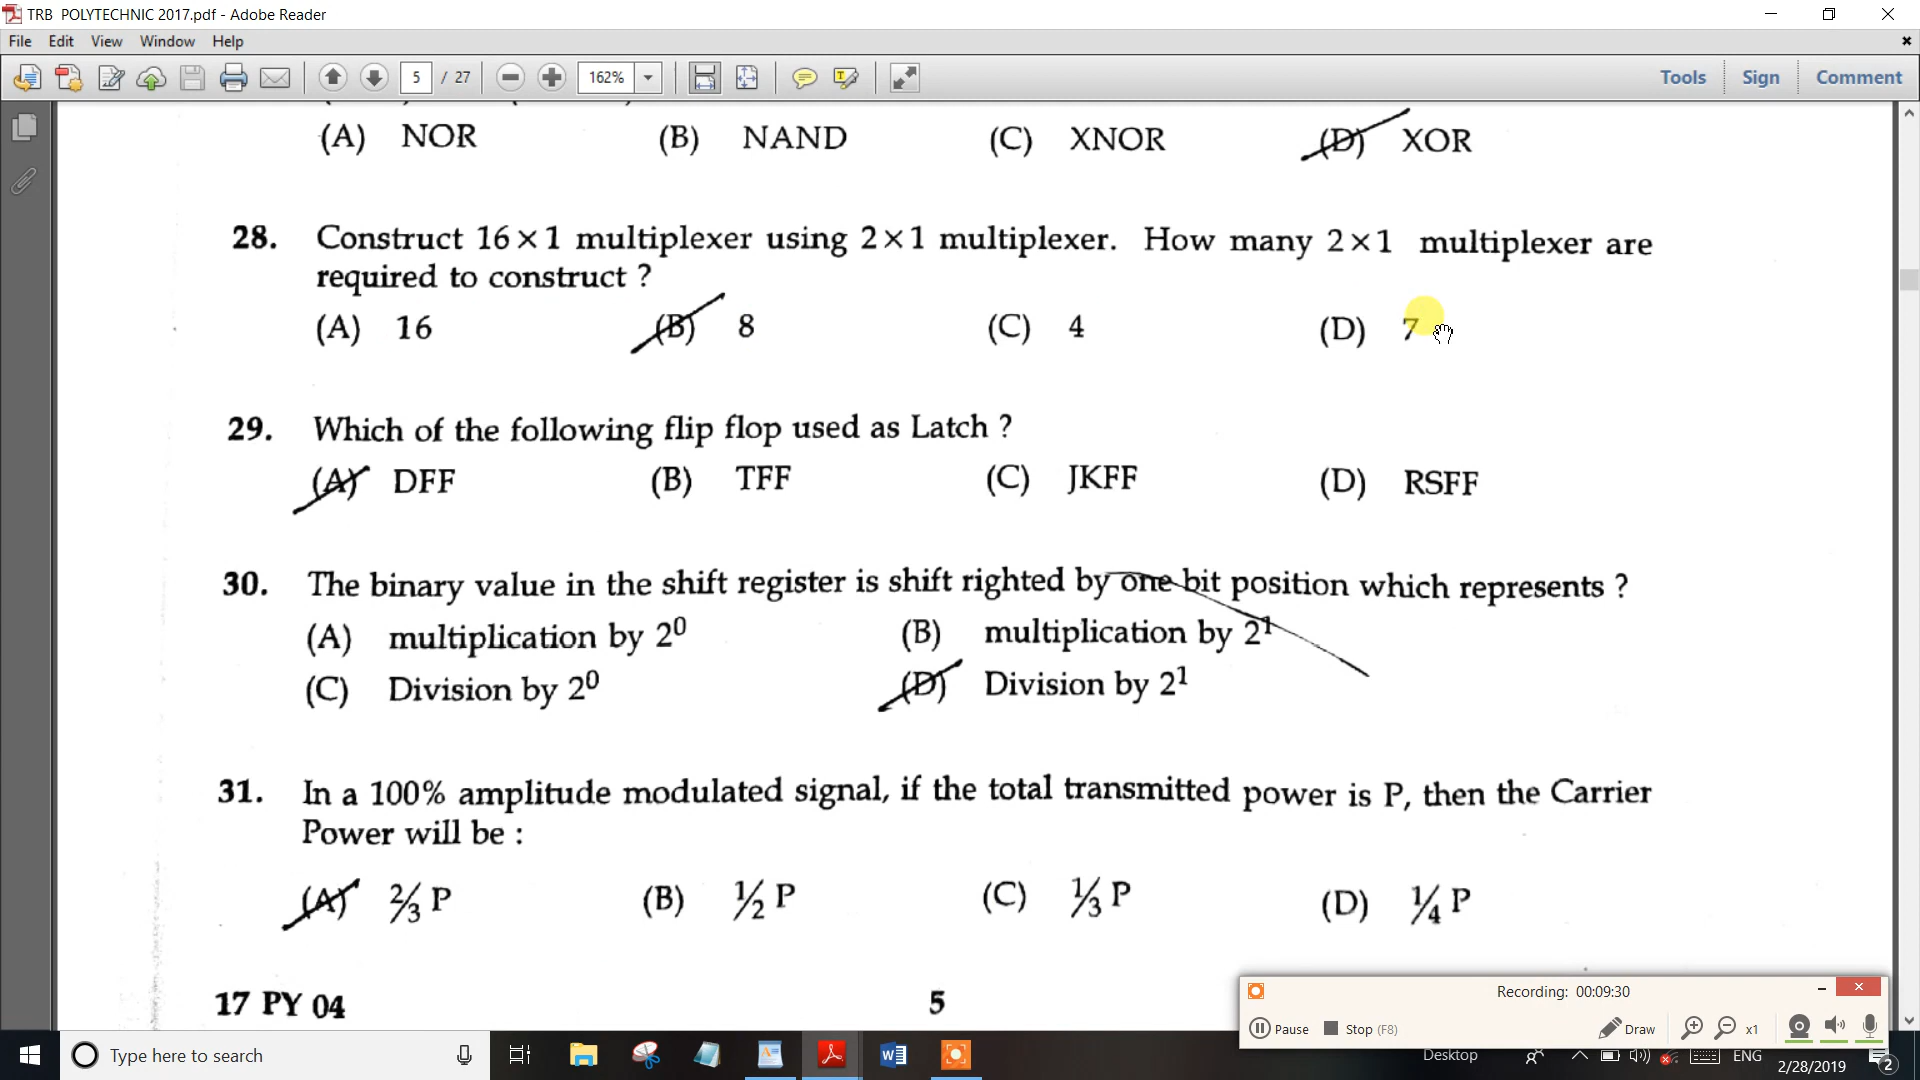 TRB POLYTECHNIC 2017.pdf - Adobe Reader
File Edit View Window Help
5 / 27 162% Tools Sign Comment
(A) NOR (B) NAND (C) XNOR (D) XOR
28. Construct 16×1 multiplexer using 2×1 multiplexer. How many 2×1 multiplexer are
required to construct ?
(A) 16 (B) 8 (C) 4 (D) 7
29. Which of the following flip flop used as Latch ?
(A) DFF (B) TFF (C) JKFF (D) RSFF
30. The binary value in the shift register is shift righted by one bit position which represents ?
(A) multiplication by 2⁰ (B) multiplication by 2¹
(C) Division by 2⁰ (D) Division by 2¹
31. In a 100% amplitude modulated signal, if the total transmitted power is P, then the Carrier
Power will be :
(A) ⅔ P (B) ½ P (C) ⅓ P (D) ¼ P
17 PY 04 5
Recording: 00:09:30
Pause Stop (F8) Draw x1
Type here to search
Desktop ENG
2/28/2019 2